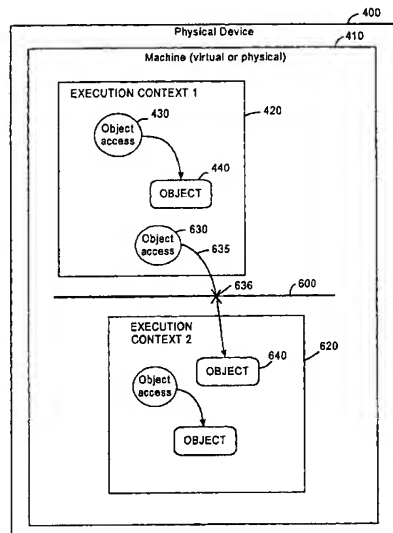 400
Physical Device
410
Machine (virtual or physical)
EXECUTION CONTEXT 1
420
430
Object
access
440
OBJECT
630
Object
access
635
636
600
EXECUTION
CONTEXT 2
620
640
OBJECT
Object
access
OBJECT